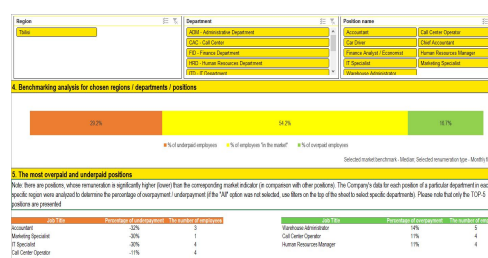 Region
Department
Position name
Tbilisi
ADM - Administrative Department
Accountant
Call Center Operator
CAC - Call Center
Car Driver
Chief Accountant
FID - Finance Department
Finance Analyst / Economist
Human Resources Manager
HRD - Human Resources Department
IT Specialist
Marketing Specialist
ITD - IT Department
Warehouse Administrator
4. Benchmarking analysis for chosen regions / departments / positions
54.2%
16.7%
% of underpaid employees
% of employees "in the market"
% of overpaid employees
Selected market benchmark - Median. Selected remuneration type - Monthly
5. The most overpaid and underpaid positions
Note: there are positions, whose remuneration is significantly higher (lower) than the corresponding market indicator (in comparison with other positions). The Company's data for each position of a particular department in eac
specific region were analyzed to determine the percentage of overpayment / underpayment (if the "All" option was not selected, use filters on the top of the sheet to select specific departments). Please note that only the TOP-5
positions are presented
Job Title Percentage of underpayment The number of employees
Accountant -32% 3
Marketing Specialist -30% 1
IT Specialist -30% 4
Call Center Operator -11% 4
Job Title Percentage of overpayment The number of emp
Warehouse Administrator 14% 5
Call Center Operator 11% 4
Human Resources Manager 11% 4